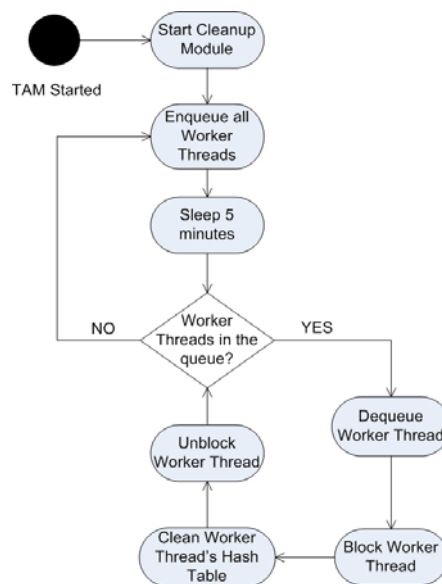 Start Cleanup
Module
TAM Started
Enqueue all
Worker
Threads
Sleep 5
minutes
NO
Worker
Threads in the
queue?
YES
Dequeue
Worker Thread
Unblock
Worker Thread
Clean Worker
Thread's Hash
Table
Block Worker
Thread